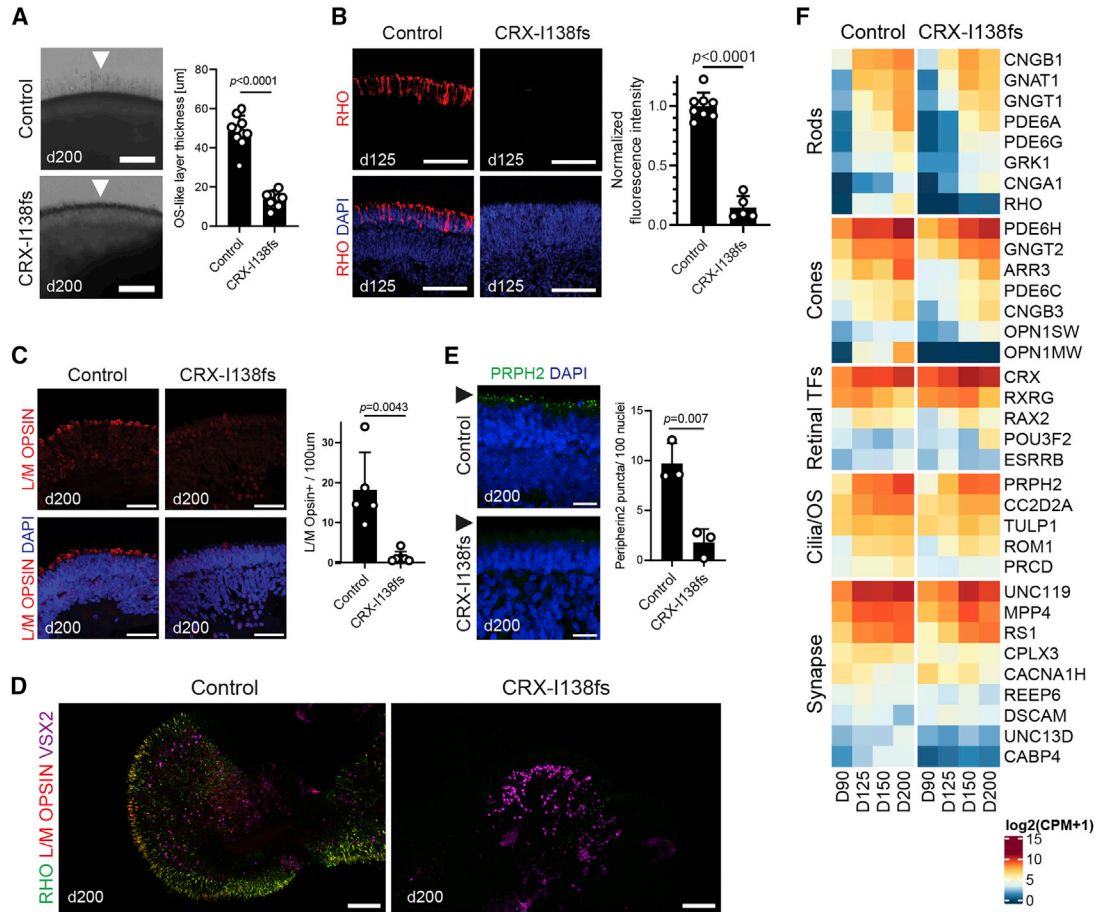 A
Control
d200
CRX-I138fs
d200
OS-like layer thickness [um]
80
60
40
20
0
p<0.0001
Control
CRX-I138fs
B
Control
CRX-I138fs
RHO
d125
d125
RHO DAPI
d125
d125
Normalized
fluorescence intensity
1.0
0.5
0.0
p<0.0001
Control
CRX-I138fs
C
Control
CRX-I138fs
L/M OPSIN
d200
d200
L/M OPSIN DAPI
d200
d200
L/M Opsin+ / 100um
30
20
10
0
p=0.0043
Control
CRX-I138fs
E
PRPH2 DAPI
Control
d200
CRX-I138fs
d200
Peripherin2 puncta/ 100 nuclei
15
10
5
0
p=0.007
Control
CRX-I138fs
D
Control
CRX-I138fs
RHO L/M OPSIN VSX2
d200
d200
F
Control
CRX-I138fs
Rods
CNGB1
GNAT1
GNGT1
PDE6A
PDE6G
GRK1
CNGA1
RHO
Cones
PDE6H
GNGT2
ARR3
PDE6C
CNGB3
OPN1SW
OPN1MW
Retinal TFs
CRX
RXRG
RAX2
POU3F2
ESRRB
Cilia/OS
PRPH2
CC2D2A
TULP1
ROM1
PRCD
Synapse
UNC119
MPP4
RS1
CPLX3
CACNA1H
REEP6
DSCAM
UNC13D
CABP4
D90
D125
D150
D200
D90
D125
D150
D200
log2(CPM+1)
15
10
5
0